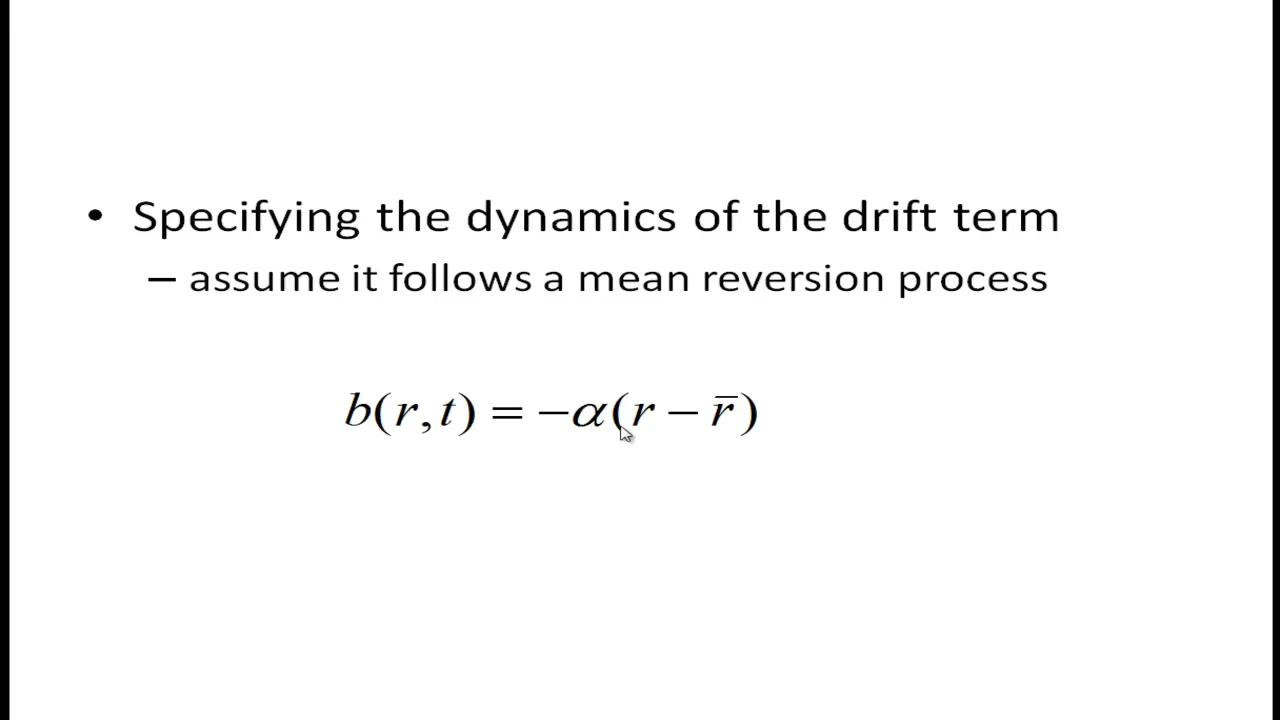 • Specifying the dynamics of the drift term
– assume it follows a mean reversion process
b(r,t) = −α(r − r̄)